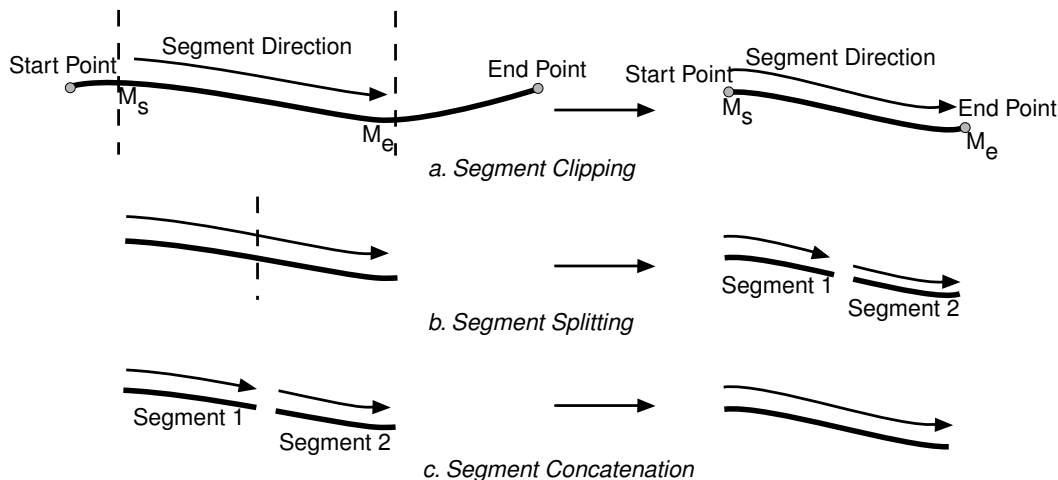 Segment Direction
Start Point
End Point
M_s
M_e
Segment Direction
Start Point
End Point
M_s
M_e
a. Segment Clipping
Segment 1
Segment 2
b. Segment Splitting
Segment 1
Segment 2
c. Segment Concatenation